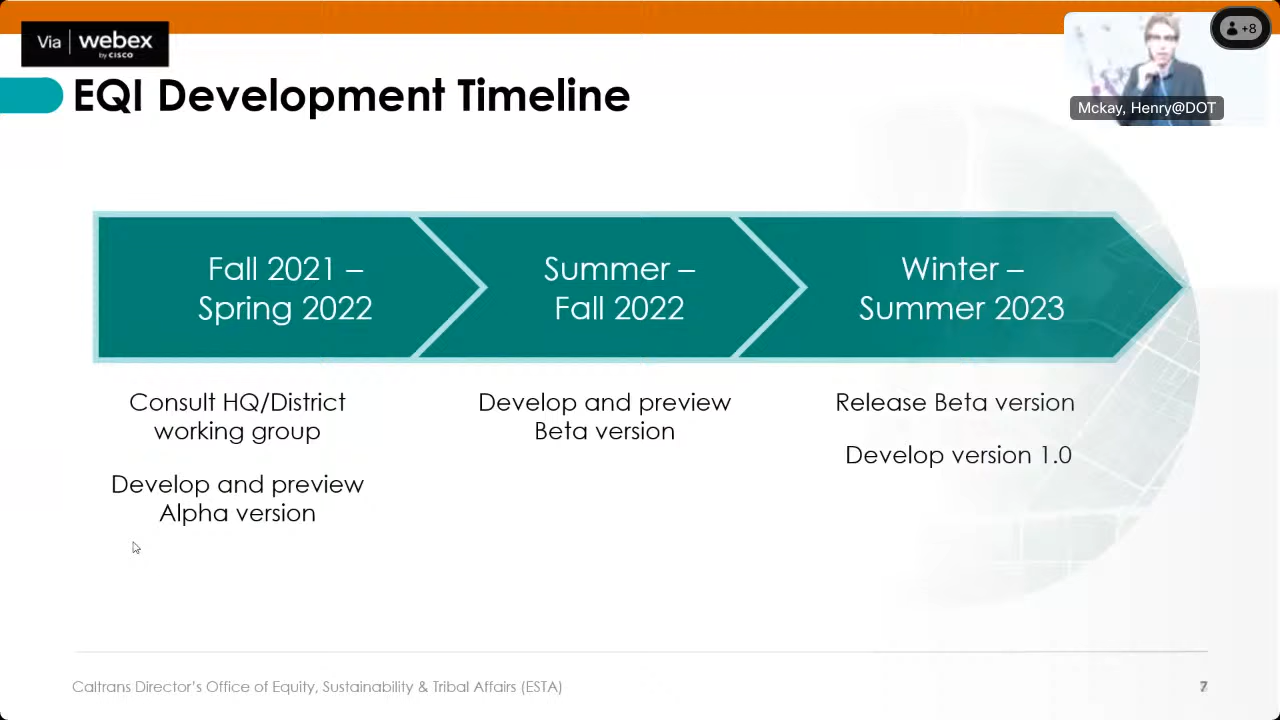 Via webex
by CISCO
+8
Mckay, Henry@DOT
EQI Development Timeline
Fall 2021 –
Spring 2022
Summer –
Fall 2022
Winter –
Summer 2023
Consult HQ/District
working group
Develop and preview
Alpha version
Develop and preview
Beta version
Release Beta version
Develop version 1.0
Caltrans Director's Office of Equity, Sustainability & Tribal Affairs (ESTA)
7